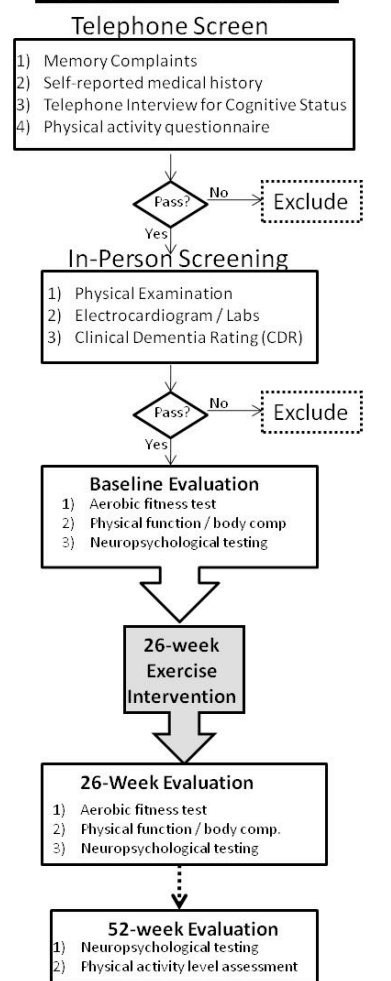 Telephone Screen
1) Memory Complaints
2) Self-reported medical history
3) Telephone Interview for Cognitive Status
4) Physical activity questionnaire
Pass?
No
Exclude
Yes
In-Person Screening
1) Physical Examination
2) Electrocardiogram / Labs
3) Clinical Dementia Rating (CDR)
Pass?
No
Exclude
Yes
Baseline Evaluation
1) Aerobic fitness test
2) Physical function / body comp
3) Neuropsychological testing
26-week
Exercise
Intervention
26-Week Evaluation
1) Aerobic fitness test
2) Physical function / body comp.
3) Neuropsychological testing
52-week Evaluation
1) Neuropsychological testing
2) Physical activity level assessment